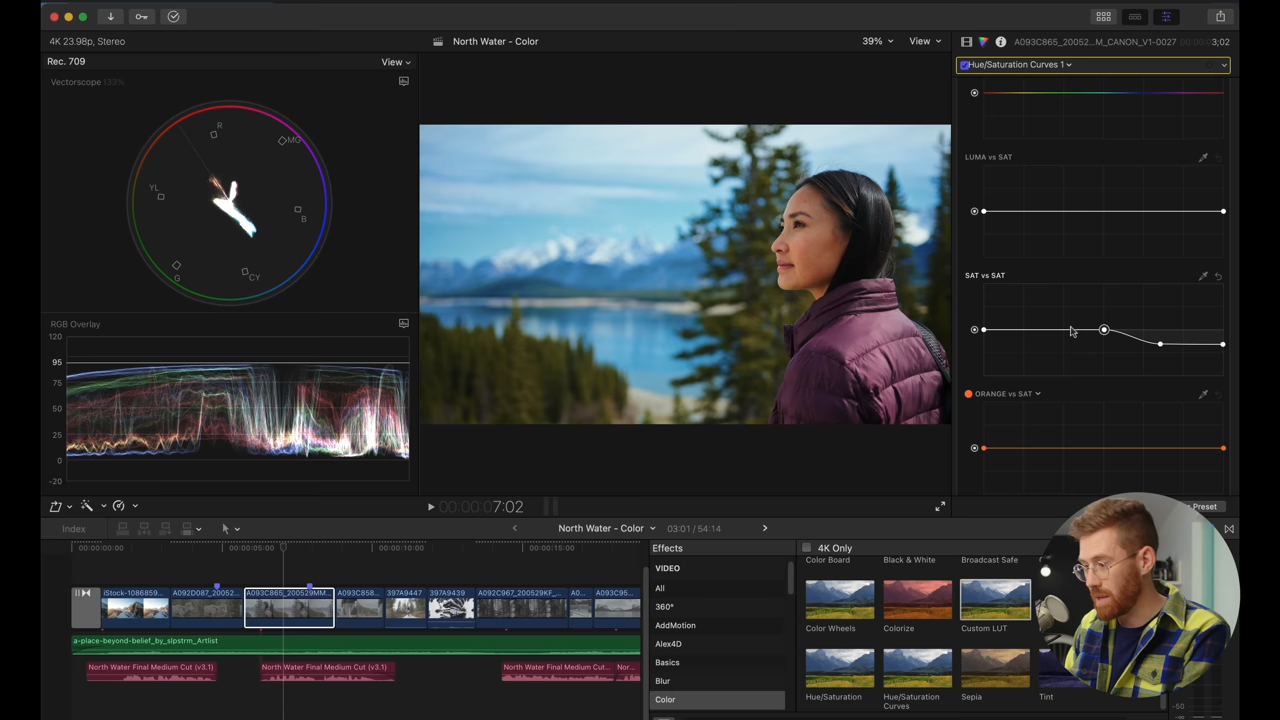 4K 23.98p, Stereo
North Water - Color
39%
View
A093C865_20052...M_CANON_V1-0027
3;02
Rec. 709
View
Hue/Saturation Curves 1
Vectorscope 133%
R
MG
YL
B
G
CY
LUMA vs SAT
SAT vs SAT
ORANGE vs SAT
RGB Overlay
120
95
75
50
25
0
-20
00:00:00:07:02
Preset
Index
North Water - Color
03:01 / 54:14
00:00:00:00
00:00:05:00
00:00:10:00
00:00:15:00
iStock-1086859...
A092D087_20052...
A093C865_200529MM...
A093C858...
397A9447
397A9439
A092C967_200529KF_...
A0...
A093C95...
a-place-beyond-belief_by_slpstrm_Artlist
North Water Final Medium Cut (v3.1)
North Water Final Medium Cut (v3.1)
North Water Final Medium Cut...
Nor...
Effects
4K Only
VIDEO
All
360°
AddMotion
Alex4D
Basics
Blur
Color
Color Board
Black & White
Broadcast Safe
Color Wheels
Colorize
Custom LUT
Hue/Saturation
Hue/Saturation
Curves
Sepia
Tint
-50